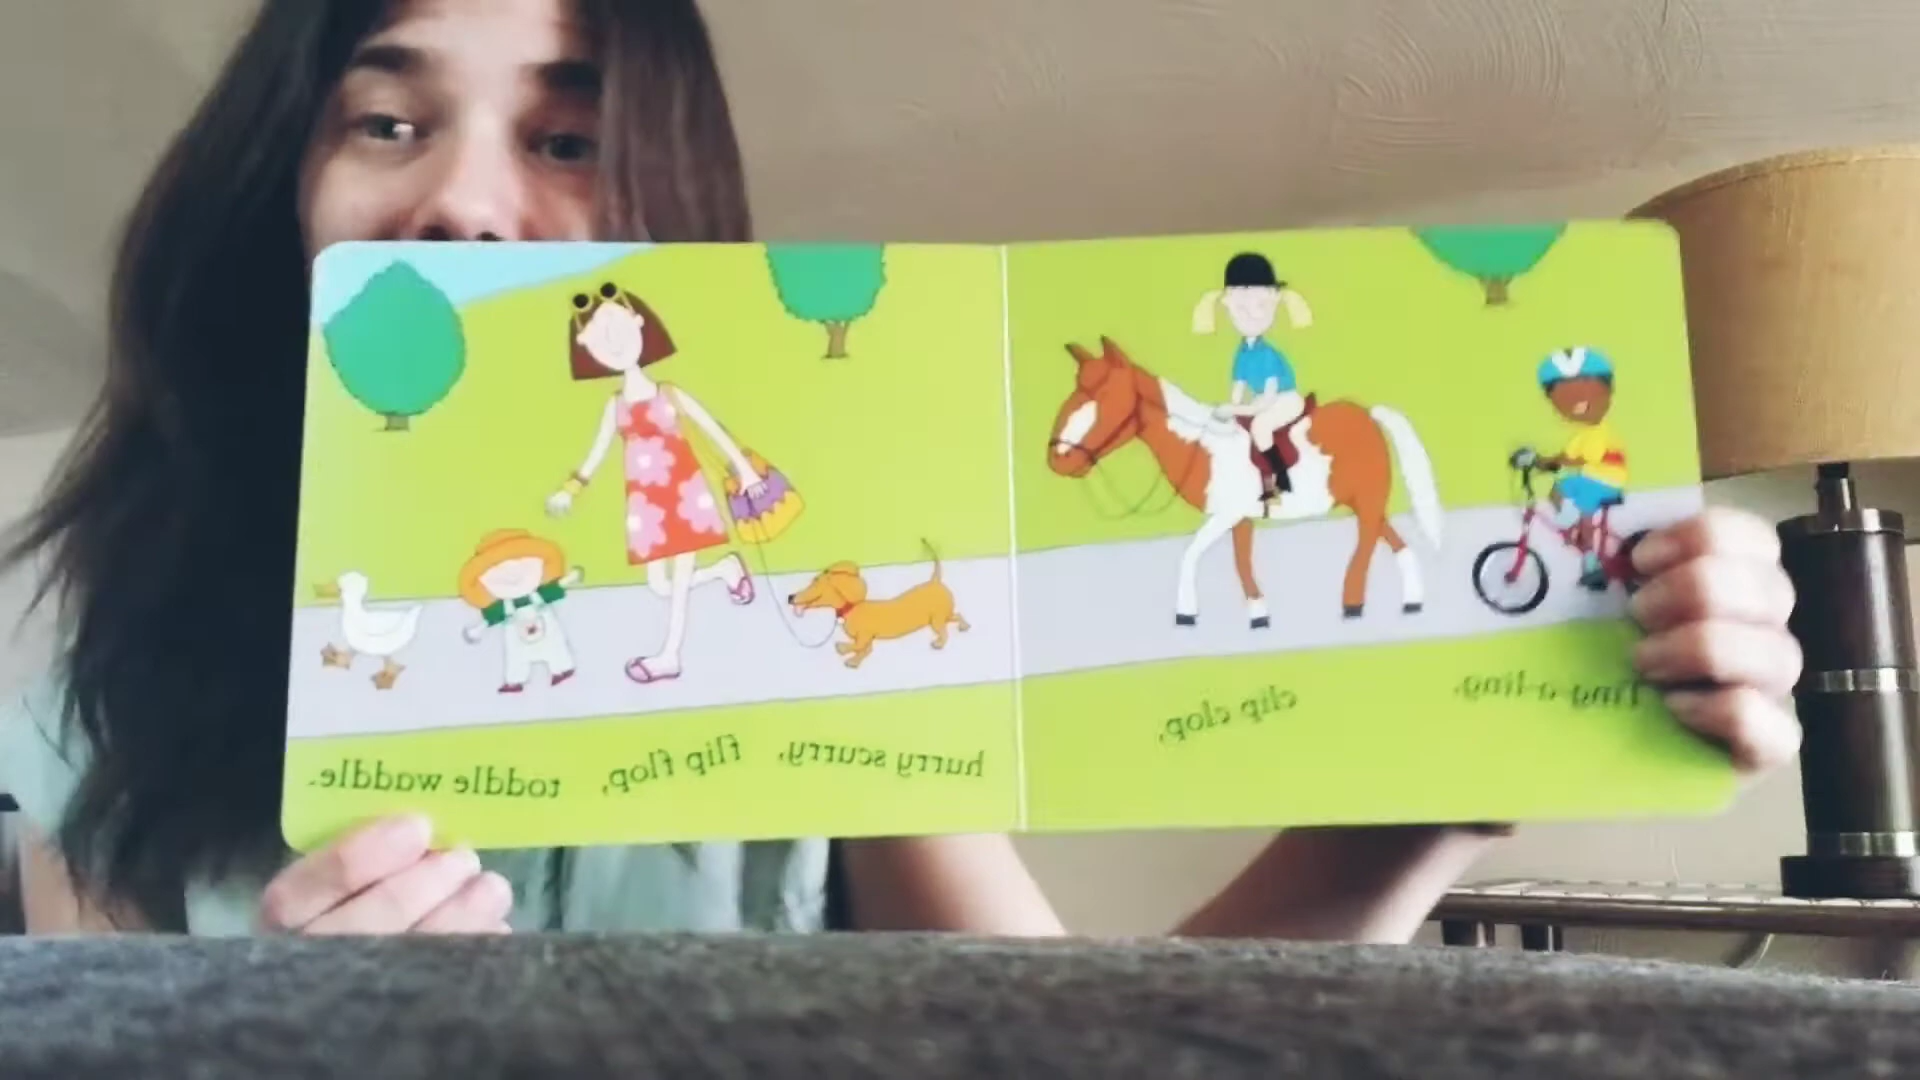 Ting-a-ling,
clip clop,
hurry scurry,
flip flop,
toddle waddle.